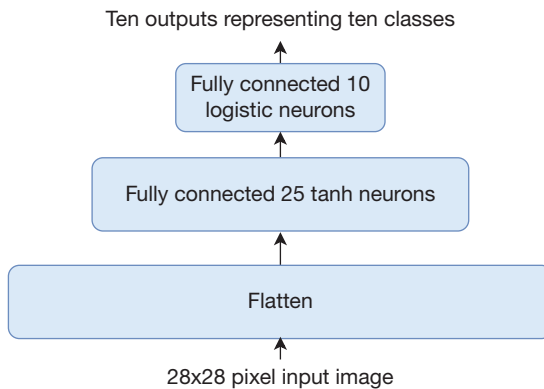 Ten outputs representing ten classes
Fully connected 10
logistic neurons
Fully connected 25 tanh neurons
Flatten
28x28 pixel input image